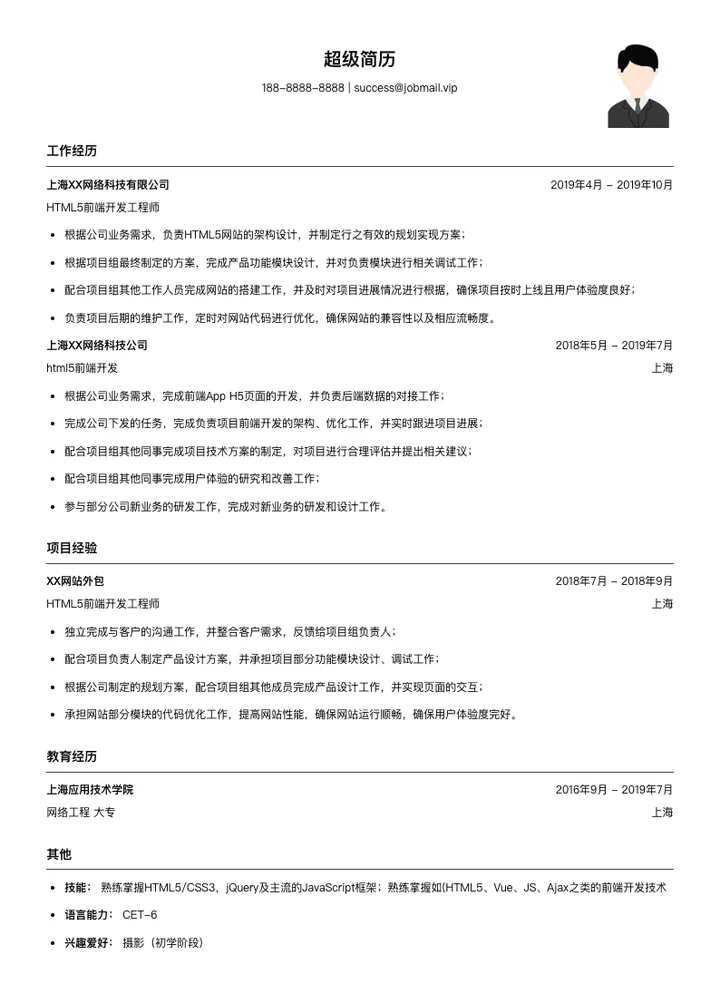 超级简历
188-8888-8888 | success@jobmail.vip
工作经历
上海XX网络科技有限公司 2019年4月 – 2019年10月
HTML5前端开发工程师
• 根据公司业务需求，负责HTML5网站的架构设计，并制定行之有效的规划实现方案；
• 根据项目组最终制定的方案，完成产品功能模块设计，并对负责模块进行相关调试工作；
• 配合项目组其他工作人员完成网站的搭建工作，并及时对项目进展情况进行根据，确保项目按时上线且用户体验度良好；
• 负责项目后期的维护工作，定时对网站代码进行优化，确保网站的兼容性以及相应流畅度。
上海XX网络科技公司 2018年5月 – 2019年7月
html5前端开发 上海
• 根据公司业务需求，完成前端App H5页面的开发，并负责后端数据的对接工作；
• 完成公司下发的任务，完成负责项目前端开发的架构、优化工作，并实时跟进项目进展；
• 配合项目组其他同事完成项目技术方案的制定，对项目进行合理评估并提出相关建议；
• 配合项目组其他同事完成用户体验的研究和改善工作；
• 参与部分公司新业务的研发工作，完成对新业务的研发和设计工作。
项目经验
XX网站外包 2018年7月 – 2018年9月
HTML5前端开发工程师 上海
• 独立完成与客户的沟通工作，并整合客户需求，反馈给项目组负责人；
• 配合项目负责人制定产品设计方案，并承担项目部分功能模块设计、调试工作；
• 根据公司制定的规划方案，配合项目组其他成员完成产品设计工作，并实现页面的交互；
• 承担网站部分模块的代码优化工作，提高网站性能，确保网站运行顺畅，确保用户体验度完好。
教育经历
上海应用技术学院 2016年9月 – 2019年7月
网络工程 大专 上海
其他
• 技能： 熟练掌握HTML5/CSS3，jQuery及主流的JavaScript框架；熟练掌握如(HTML5、Vue、JS、Ajax之类的前端开发技术
• 语言能力： CET-6
• 兴趣爱好： 摄影（初学阶段）